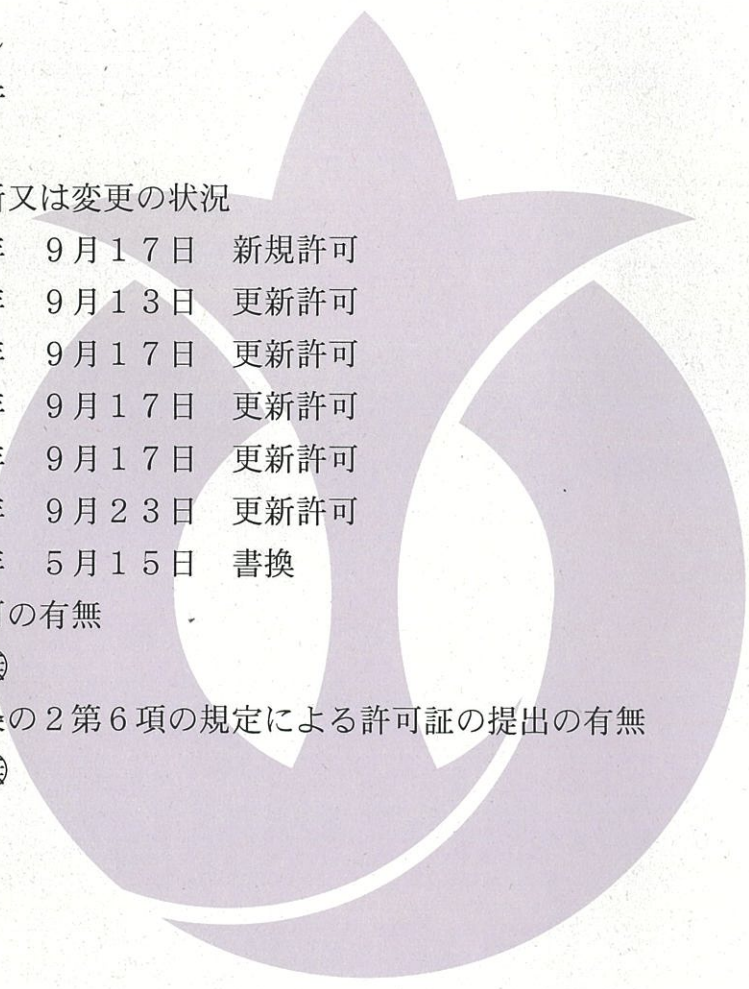 又は変更の状況
９月１７日　新規許可
９月１３日　更新許可
９月１７日　更新許可
９月１７日　更新許可
９月１７日　更新許可
９月２３日　更新許可
５月１５日　書換
の有無
の２第６項の規定による許可証の提出の有無